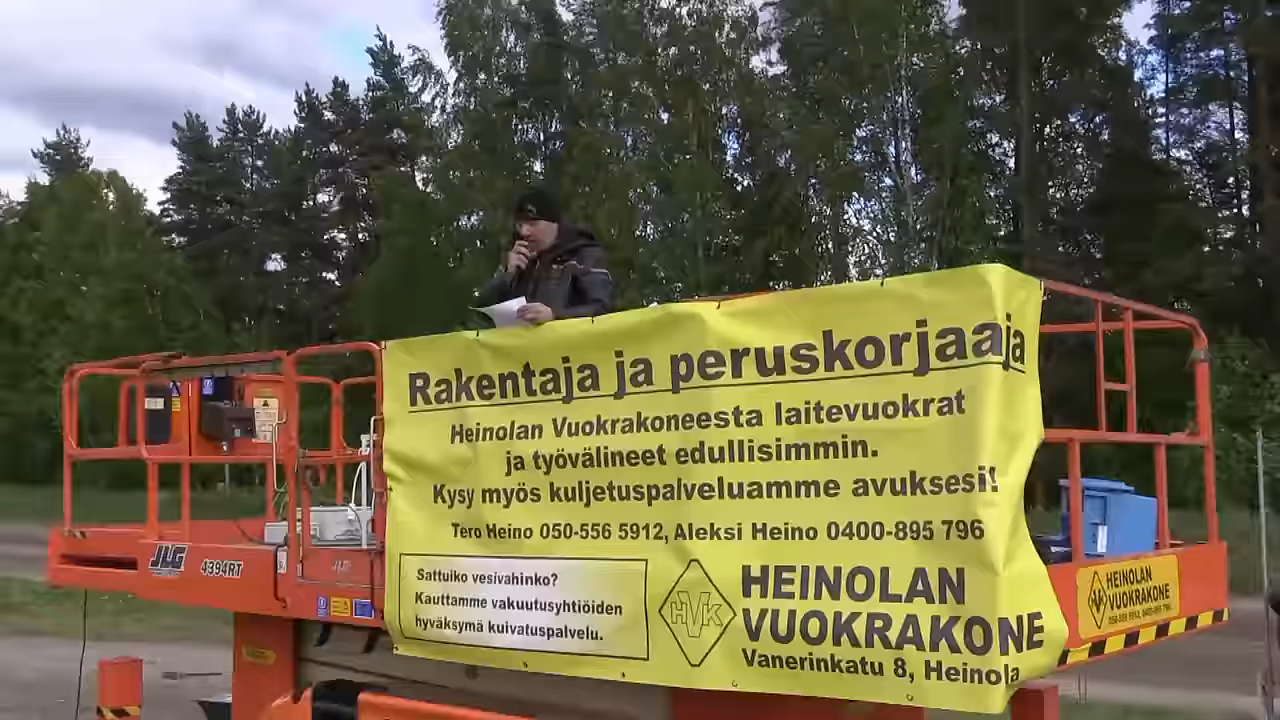 Rakentaja ja peruskorjaaja
Heinolan Vuokrakoneesta laitevuokrat
ja työvälineet edullisimmin.
Kysy myös kuljetuspalveluamme avuksesi!
Tero Heino 050-556 5912, Aleksi Heino 0400-895 796
Sattuiko vesivahinko?
Kauttamme vakuutusyhtiöiden
hyväksymä kuivatuspalvelu.
HVK
HEINOLAN
VUOKRAKONE
Vanerinkatu 8, Heinola
JLG
4394RT
HEINOLAN
VUOKRAKONE